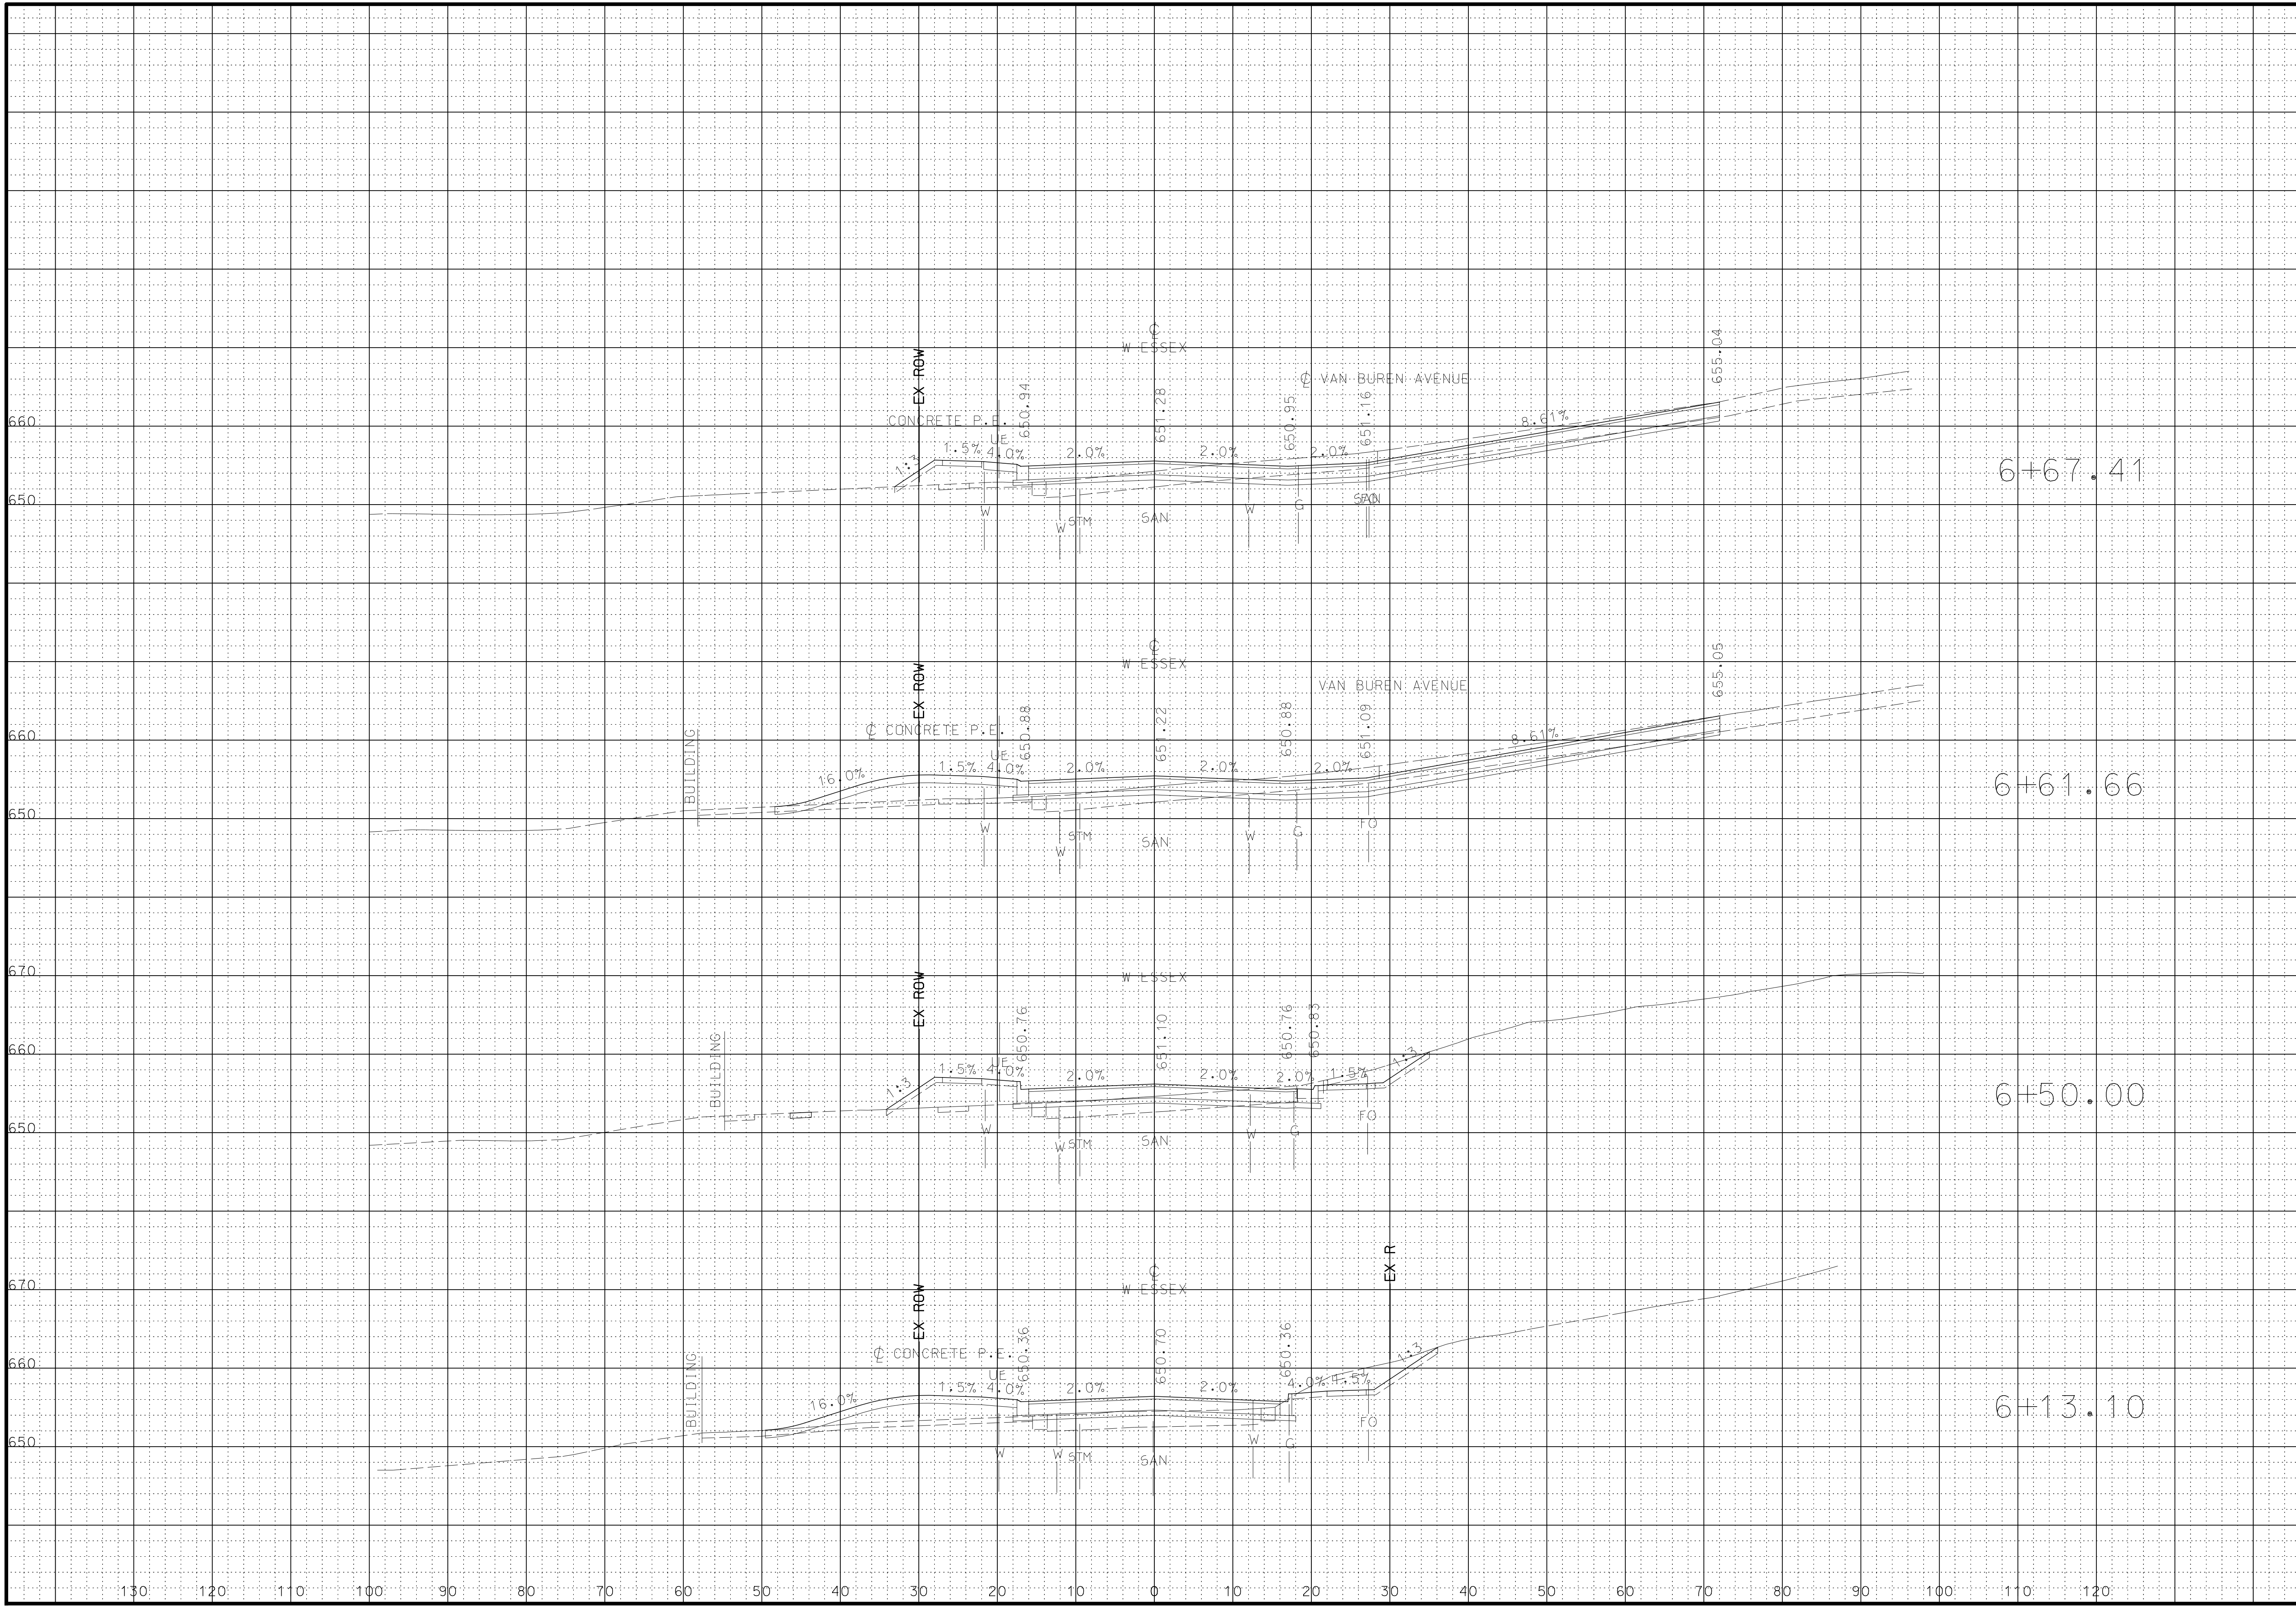 ℄
W ESSEX
EX ROW
655.04
℄ VAN BUREN AVENUE
650.94
651.28
650.95
651.16
660
CONCRETE P.E.
8.61%
UE
1:3
1.5%
4.0%
2.0%
2.0%
2.0%
6+67.41
650
W
W
STM
SAN
W
G
SAN
℄
W ESSEX
EX ROW
655.05
VAN BUREN AVENUE
650.88
651.22
650.88
651.09
660
BUILDING
℄ CONCRETE P.E.
8.61%
UE
16.0%
1.5%
4.0%
2.0%
2.0%
2.0%
6+61.66
650
W
W
STM
SAN
W
G
FO
670
EX ROW
W ESSEX
650.76
651.10
650.76
650.83
660
BUILDING
UE
1:3
1.5%
4.0%
2.0%
2.0%
2.0%
1.5%
1:3
6+50.00
650
W
W
STM
SAN
W
G
FO
EX R
670
℄
W ESSEX
EX ROW
650.36
650.70
650.36
660
BUILDING
℄ CONCRETE P.E.
UE
16.0%
1.5%
4.0%
2.0%
2.0%
4.0%
1:3
6+13.10
650
W
W
STM
SAN
W
G
FO
130 120 110 100 90 80 70 60 50 40 30 20 10 0 10 20 30 40 50 60 70 80 90 100 110 120